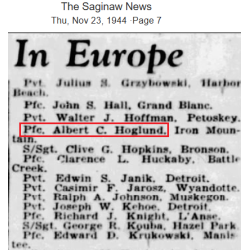 The Saginaw News
Thu, Nov 23, 1944 ·Page 7
In Europe
Pvt. Julius S. Grzybowski, Harbor
Beach.
Pfc. John S. Hall, Grand Blanc.
Pvt. Walter J. Hoffman, Petoskey.
Pfc. Albert C. Hoglund, Iron Moun-
tain.
S/Sgt. Clive G. Hopkins, Bronson.
Pfc. Clarence L. Huckaby, Battle
Creek.
Pvt. Edwin S. Janik, Detroit.
Pvt. Casimir F. Jarosz, Wyandotte.
Pvt. Ralph A. Johnson, Muskegon.
Pvt. Joseph W. Kehoe, Detroit.
Pfc. Richard J. Knight, L'Anse.
S/Sgt. George R. Kouba, Hazel Park.
Pfc. Edward D. Krukowski, Manis-
tee.